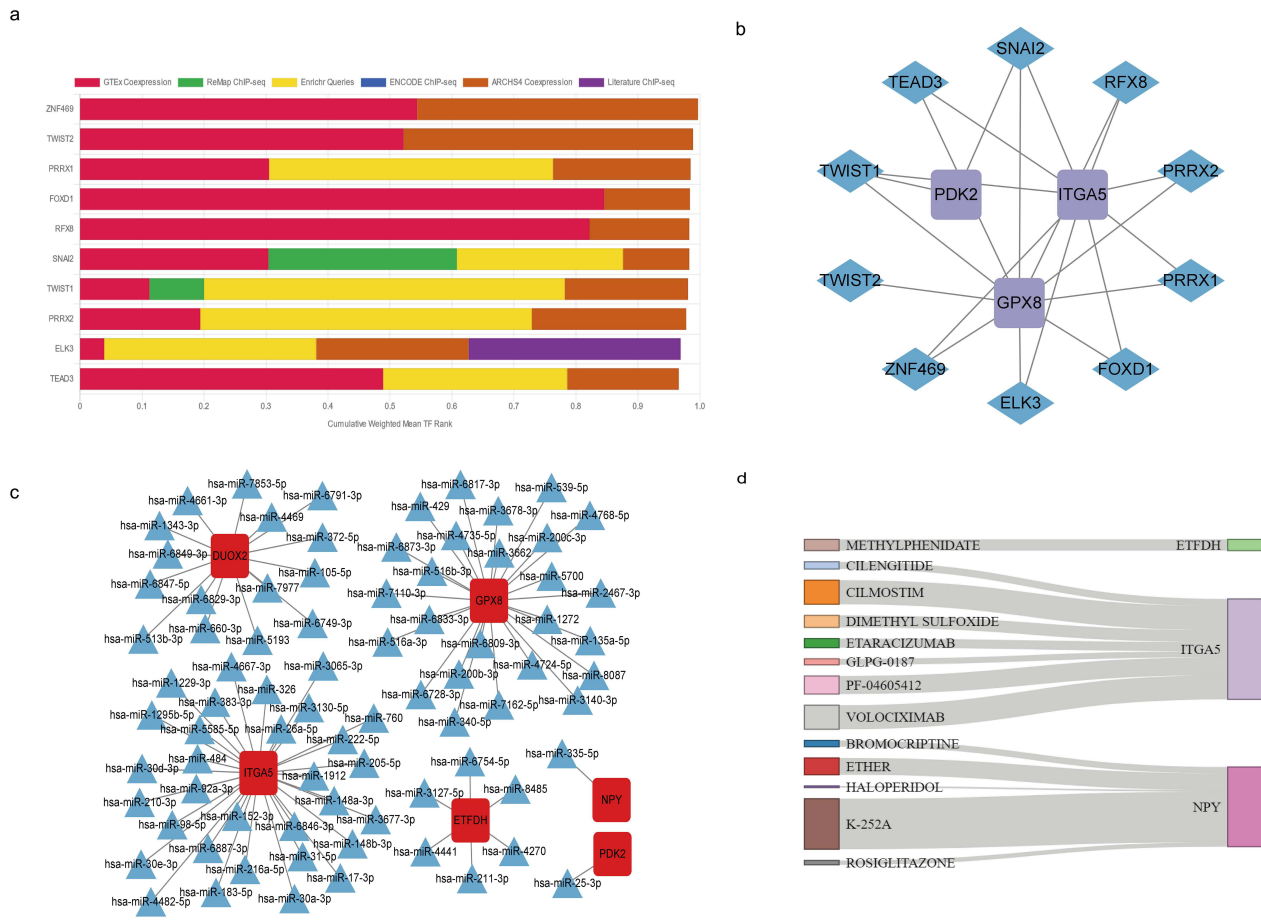 a
GTEx Coexpression
ReMap ChIP-seq
Enrichr Queries
ENCODE ChIP-seq
ARCHS4 Coexpression
Literature ChIP-seq
ZNF469
TWIST2
PRRX1
FOXD1
RFX8
SNAI2
TWIST1
PRRX2
ELK3
TEAD3
0
0.1
0.2
0.3
0.4
0.5
0.6
0.7
0.8
0.9
1.0
Cumulative Weighted Mean TF Rank
b
SNAI2
TEAD3
RFX8
TWIST1
PRRX2
PDK2
ITGA5
TWIST2
PRRX1
GPX8
ZNF469
FOXD1
ELK3
c
hsa-miR-7853-5p
hsa-miR-4661-3p
hsa-miR-6791-3p
hsa-miR-1343-3p
hsa-miR-4469
hsa-miR-372-5p
DUOX2
hsa-miR-6849-3p
hsa-miR-105-5p
hsa-miR-6847-5p
hsa-miR-7977
hsa-miR-6829-3p
hsa-miR-6749-3p
hsa-miR-660-3p
hsa-miR-513b-3p
hsa-miR-5193
hsa-miR-6817-3p
hsa-miR-539-5p
hsa-miR-429
hsa-miR-3678-3p
hsa-miR-4768-5p
hsa-miR-4735-5p
hsa-miR-200c-3p
hsa-miR-6873-3p
hsa-miR-3662
hsa-miR-516b-3p
hsa-miR-5700
hsa-miR-7110-3p
hsa-miR-2467-3p
GPX8
hsa-miR-6833-3p
hsa-miR-1272
hsa-miR-516a-3p
hsa-miR-6809-3p
hsa-miR-135a-5p
hsa-miR-200b-3p
hsa-miR-4724-5p
hsa-miR-8087
hsa-miR-6728-3p
hsa-miR-7162-5p
hsa-miR-3140-3p
hsa-miR-340-5p
hsa-miR-4667-3p
hsa-miR-3065-3p
hsa-miR-1229-3p
hsa-miR-326
hsa-miR-383-3p
hsa-miR-1295b-5p
hsa-miR-3130-5p
hsa-miR-760
hsa-miR-5585-5p
hsa-miR-26a-5p
hsa-miR-222-5p
hsa-miR-484
hsa-miR-205-5p
hsa-miR-30d-3p
ITGA5
hsa-miR-1912
hsa-miR-92a-3p
hsa-miR-210-3p
hsa-miR-148a-3p
hsa-miR-152-3p
hsa-miR-3677-3p
hsa-miR-98-5p
hsa-miR-6846-3p
hsa-miR-6887-3p
hsa-miR-148b-3p
hsa-miR-30e-3p
hsa-miR-31-5p
hsa-miR-216a-5p
hsa-miR-17-3p
hsa-miR-183-5p
hsa-miR-4482-5p
hsa-miR-30a-3p
hsa-miR-6754-5p
hsa-miR-3127-5p
hsa-miR-8485
ETFDH
hsa-miR-4441
hsa-miR-4270
hsa-miR-211-3p
hsa-miR-335-5p
NPY
PDK2
hsa-miR-25-3p
d
METHYLPHENIDATE
CILENGITIDE
CILMOSTIM
DIMETHYL SULFOXIDE
ETARACIZUMAB
GLPG-0187
PF-04605412
VOLOCIXIMAB
BROMOCRIPTINE
ETHER
HALOPERIDOL
K-252A
ROSIGLITAZONE
ETFDH
ITGA5
NPY